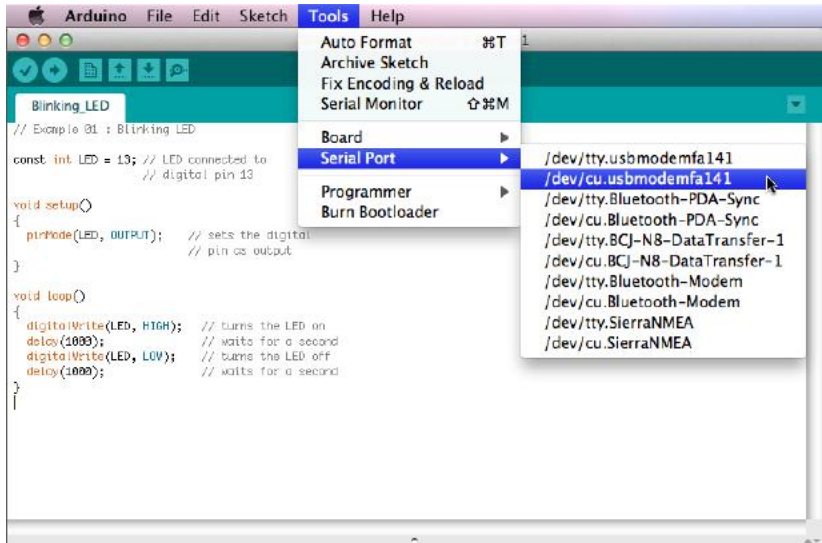 Arduino File Edit Sketch Tools Help
1
Auto Format ⌘T
Archive Sketch
Fix Encoding & Reload
Serial Monitor ⇧⌘M
Board
Serial Port
Programmer
Burn Bootloader
/dev/tty.usbmodemfa141
/dev/cu.usbmodemfa141
/dev/tty.Bluetooth-PDA-Sync
/dev/cu.Bluetooth-PDA-Sync
/dev/tty.BCJ-N8-DataTransfer-1
/dev/cu.BCJ-N8-DataTransfer-1
/dev/tty.Bluetooth-Modem
/dev/cu.Bluetooth-Modem
/dev/tty.SierraNMEA
/dev/cu.SierraNMEA
Blinking_LED
// Example 01 : Blinking LED
const int LED = 13; // LED connected to
// digital pin 13
void setup()
{
pinMode(LED, OUTPUT); // sets the digital
// pin as output
}
void loop()
{
digitalWrite(LED, HIGH); // turns the LED on
delay(1000); // waits for a second
digitalWrite(LED, LOW); // turns the LED off
delay(1000); // waits for a second
}